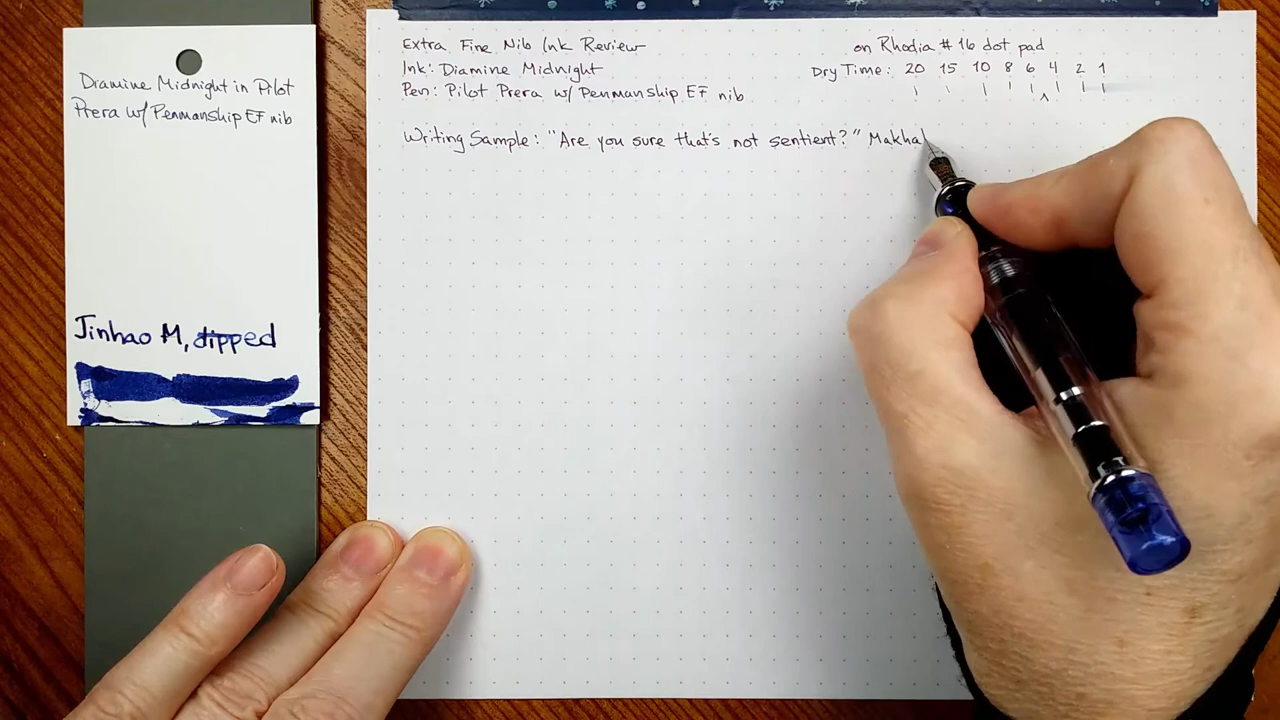 Diamine Midnight in Pilot
Prera w/ Penmanship EF nib
Jinhao M, dipped
Extra Fine Nib Ink Review
Ink: Diamine Midnight
Pen: Pilot Prera w/ Penmanship EF nib
on Rhodia #16 dot pad
Dry Time: 20 15 10 8 6 4 2 1
Writing Sample: "Are you sure that's not sentient?" Makha